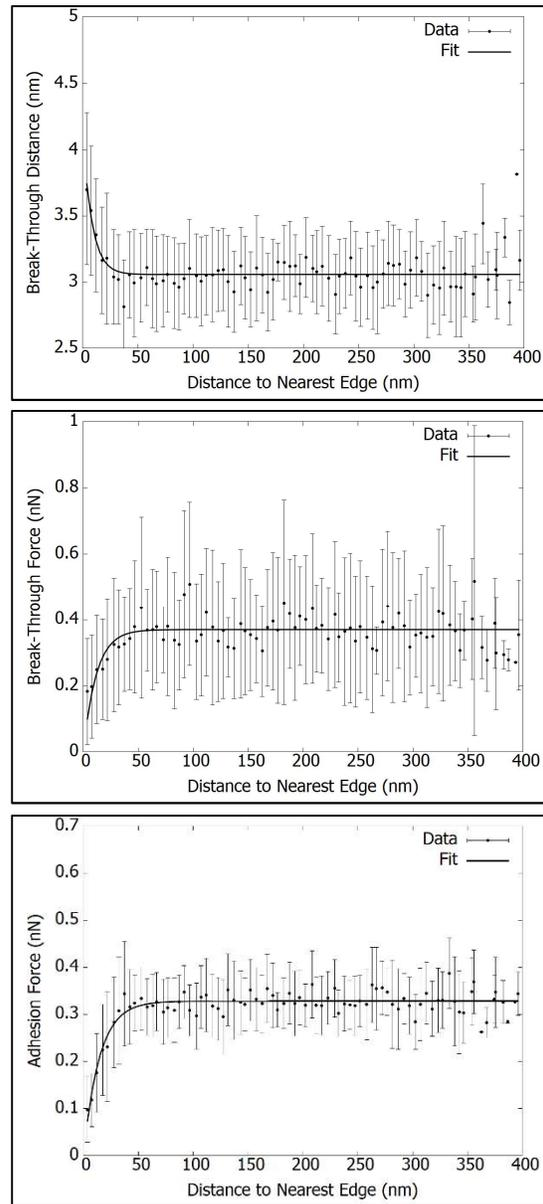 5
4.5
4
3.5
3
2.5
0 50 100 150 200 250 300 350 400
Break-Through Distance (nm)
Distance to Nearest Edge (nm)
Data
Fit
1
0.8
0.6
0.4
0.2
0
0 50 100 150 200 250 300 350 400
Break-Through Force (nN)
Distance to Nearest Edge (nm)
Data
Fit
0.7
0.6
0.5
0.4
0.3
0.2
0.1
0
0 50 100 150 200 250 300 350 400
Adhesion Force (nN)
Distance to Nearest Edge (nm)
Data
Fit